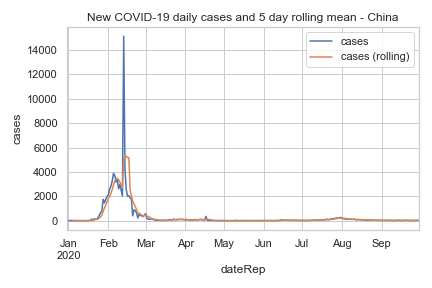 New COVID-19 daily cases and 5 day rolling mean - China
cases
cases (rolling)
14000
12000
10000
8000
6000
4000
2000
0
cases
Jan Feb Mar Apr May Jun Jul Aug Sep
2020
dateRep